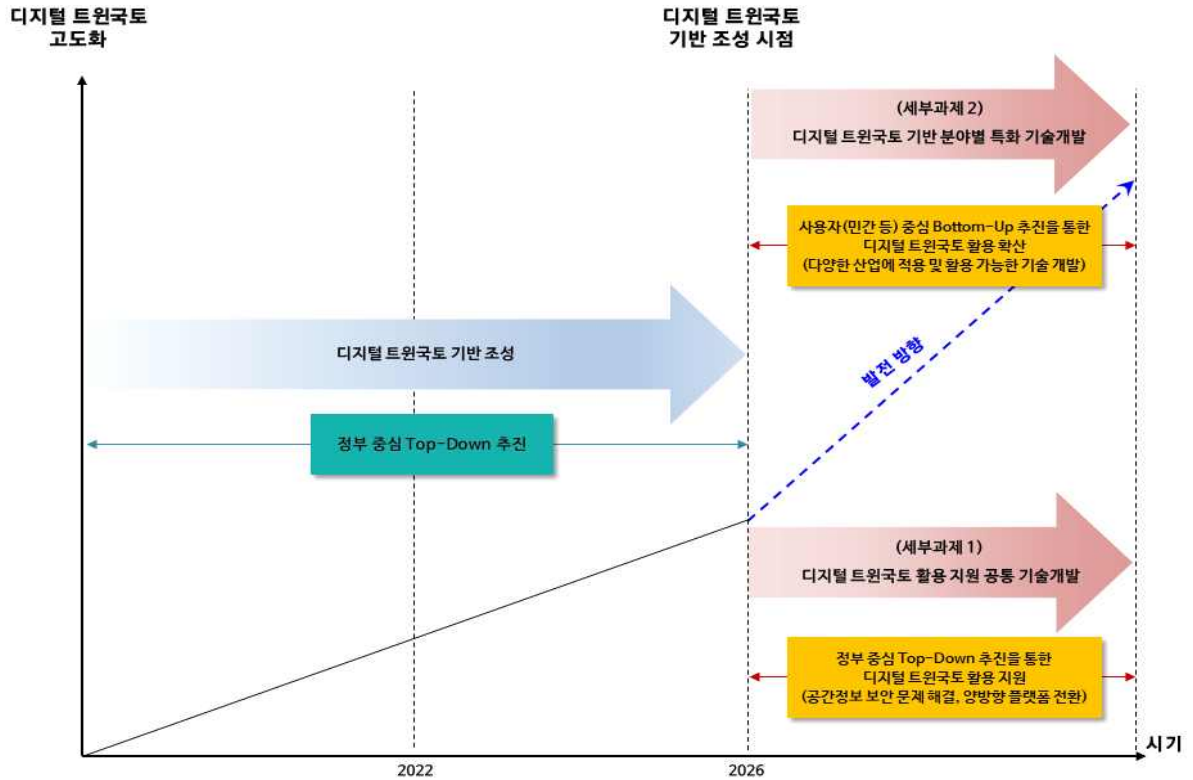 디지털 트윈국토
고도화
디지털 트윈국토
기반 조성 시점
(세부과제 2)
디지털 트윈국토 기반 분야별 특화 기술개발
사용자(민간 등) 중심 Bottom-Up 추진을 통한
디지털 트윈국토 활용 확산
(다양한 산업에 적용 및 활용 가능한 기술 개발)
디지털 트윈국토 기반 조성
발전 방향
정부 중심 Top-Down 추진
(세부과제 1)
디지털 트윈국토 활용 지원 공통 기술개발
정부 중심 Top-Down 추진을 통한
디지털 트윈국토 활용 지원
(공간정보 보안 문제 해결, 양방향 플랫폼 전환)
시기
2022
2026